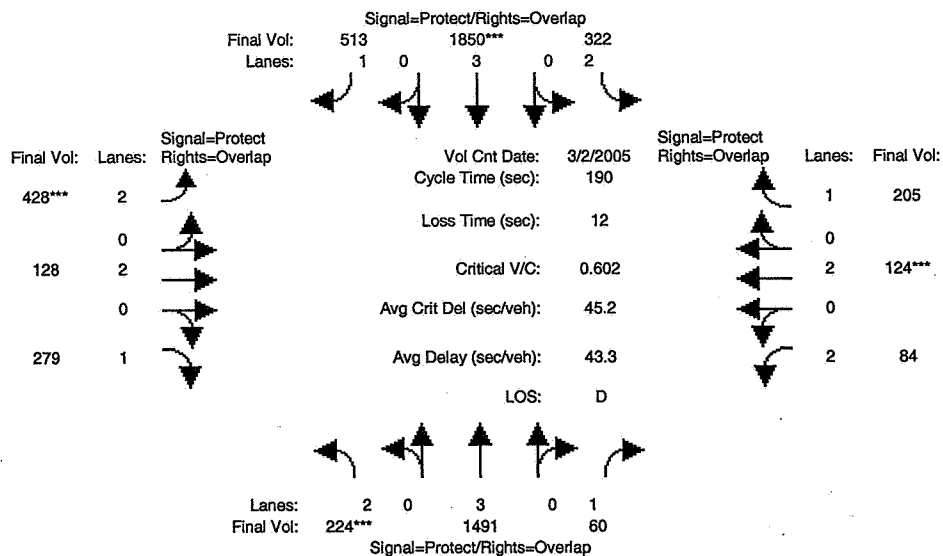 Signal=Protect/Rights=Overlap
Final Vol: 513 1850*** 322
Lanes: 1 0 3 0 2
Signal=Protect
Final Vol: Lanes: Rights=Overlap
428*** 2
0
128 2
0
279 1
Vol Cnt Date: 3/2/2005
Cycle Time (sec): 190
Loss Time (sec): 12
Critical V/C: 0.602
Avg Crit Del (sec/veh): 45.2
Avg Delay (sec/veh): 43.3
LOS: D
Signal=Protect
Rights=Overlap Lanes: Final Vol:
1 205
0
2 124***
0
2 84
Lanes: 2 0 3 0 1
Final Vol: 224*** 1491 60
Signal=Protect/Rights=Overlap